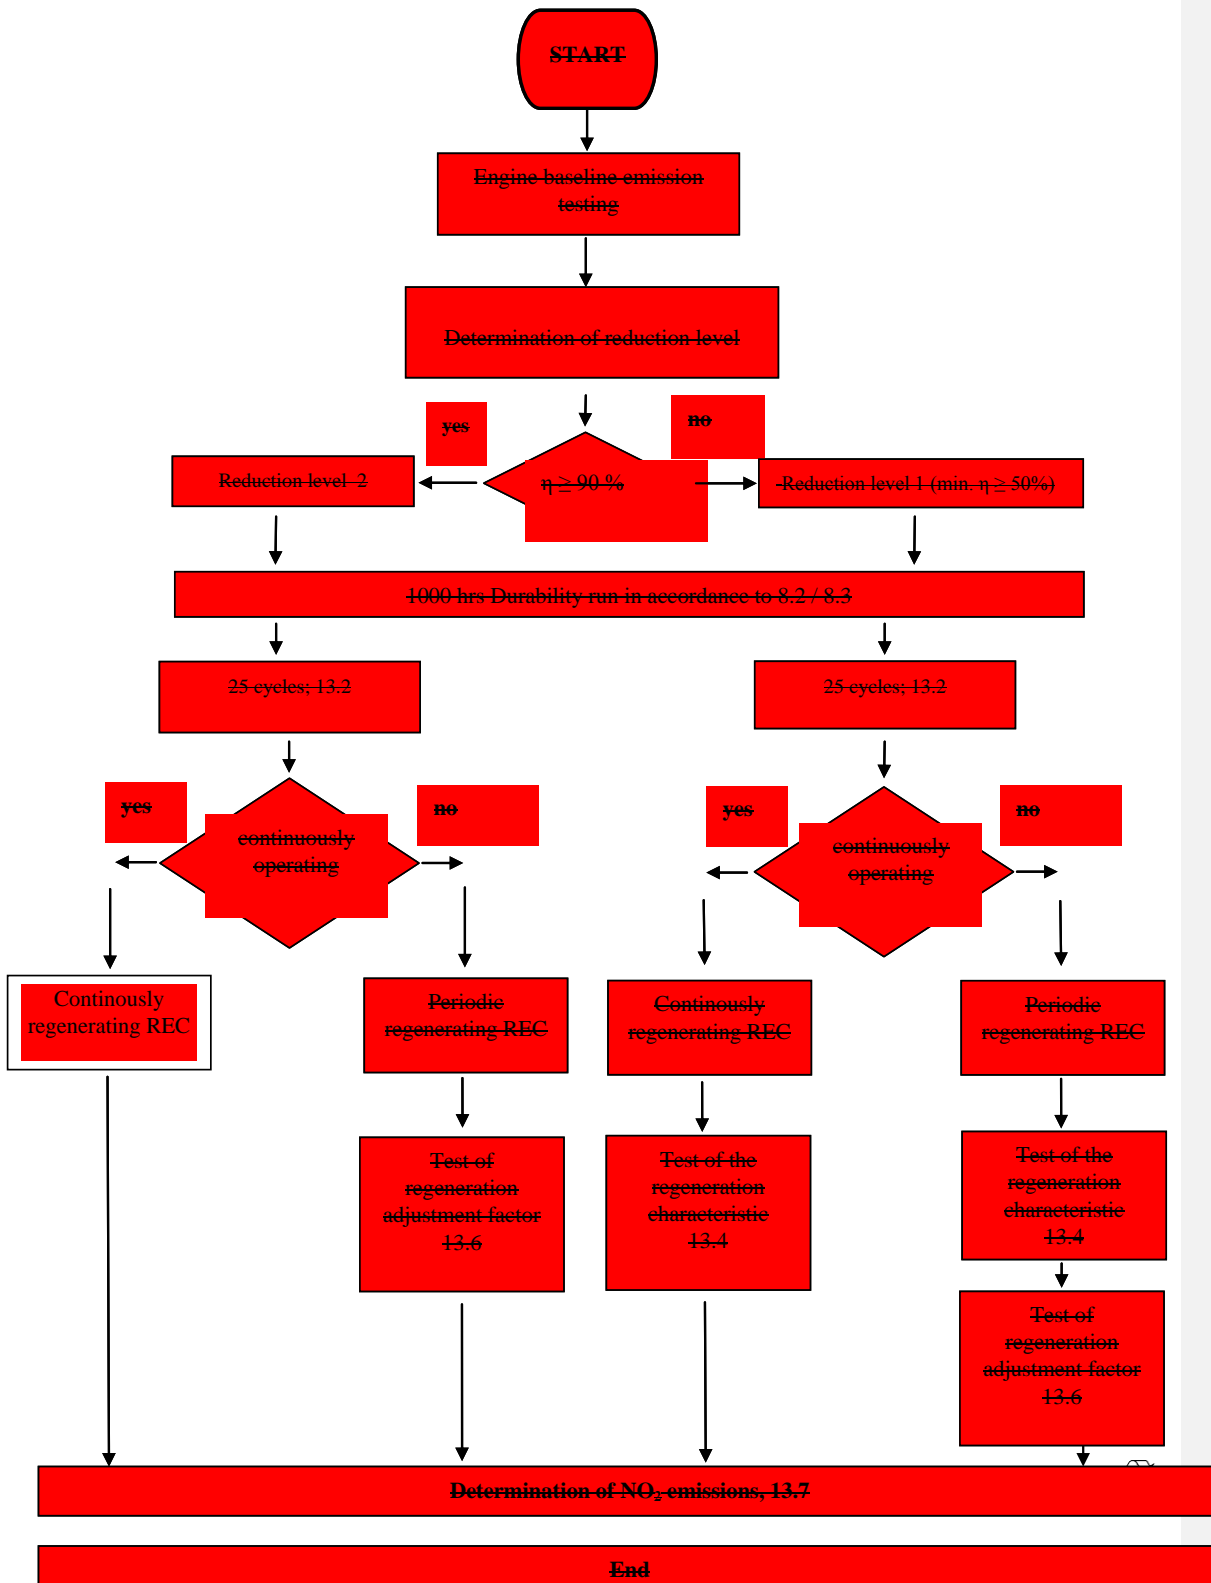 START
Engine baseline emission
testing
Determination of reduction level
yes
no
Reduction level 2
η ≥ 90 %
Reduction level 1 (min. η ≥ 50%)
1000 hrs Durability run in accordance to 8.2 / 8.3
25 cycles; 13.2
25 cycles; 13.2
yes
continuously
operating
no
yes
continuously
operating
no
Continously
regenerating REC
Periodic
regenerating REC
Continously
regenerating REC
Periodic
regenerating REC
Test of
regeneration
adjustment factor
13.6
Test of the
regeneration
characteristic
13.4
Test of the
regeneration
characteristic
13.4
Test of
regeneration
adjustment factor
13.6
Determination of NO₂ emissions, 13.7
End